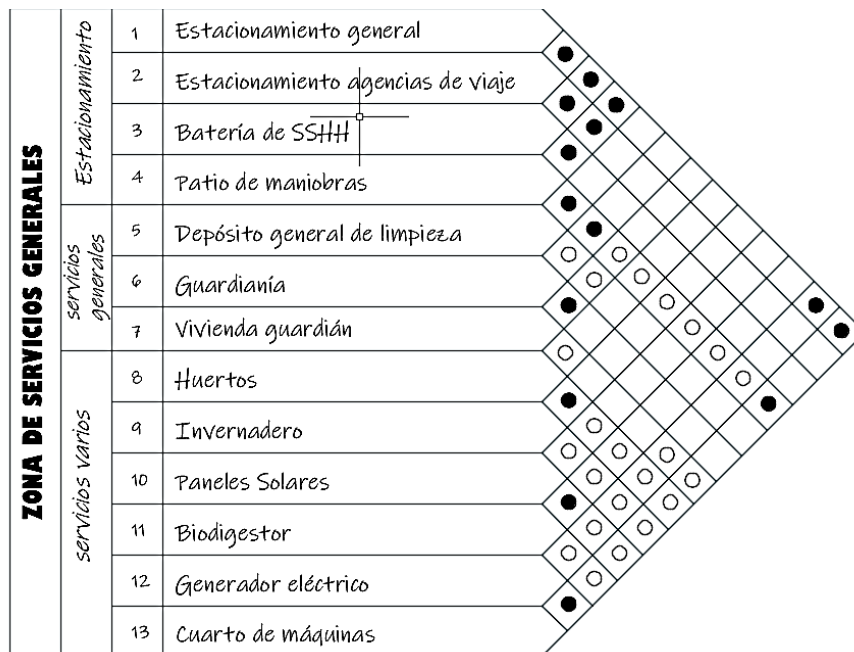 ZONA DE SERVICIOS GENERALES
Estacionamiento
1 Estacionamiento general
2 Estacionamiento agencias de viaje
3 Batería de SSHH
4 Patio de maniobras
servicios
generales
5 Depósito general de limpieza
6 Guardianía
7 Vivienda guardián
servicios varios
8 Huertos
9 Invernadero
10 Paneles Solares
11 Biodigestor
12 Generador eléctrico
13 Cuarto de máquinas